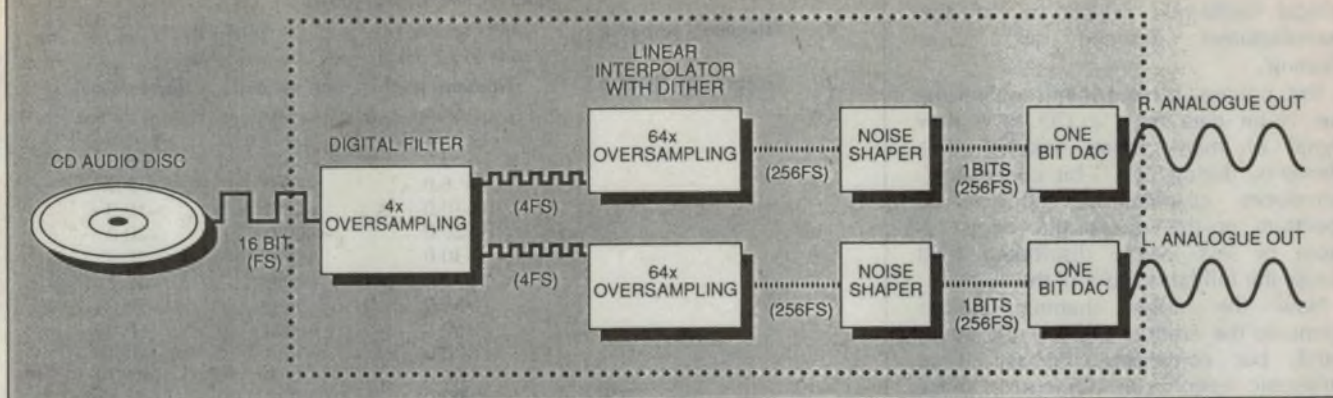 CD AUDIO DISC
16 BIT
(FS)
DIGITAL FILTER
4x
OVERSAMPLING
(4FS)
(4FS)
LINEAR
INTERPOLATOR
WITH DITHER
64x
OVERSAMPLING
(256FS)
NOISE
SHAPER
1BITS
(256FS)
ONE
BIT DAC
R. ANALOGUE OUT
64x
OVERSAMPLING
(256FS)
NOISE
SHAPER
1BITS
(256FS)
ONE
BIT DAC
L. ANALOGUE OUT